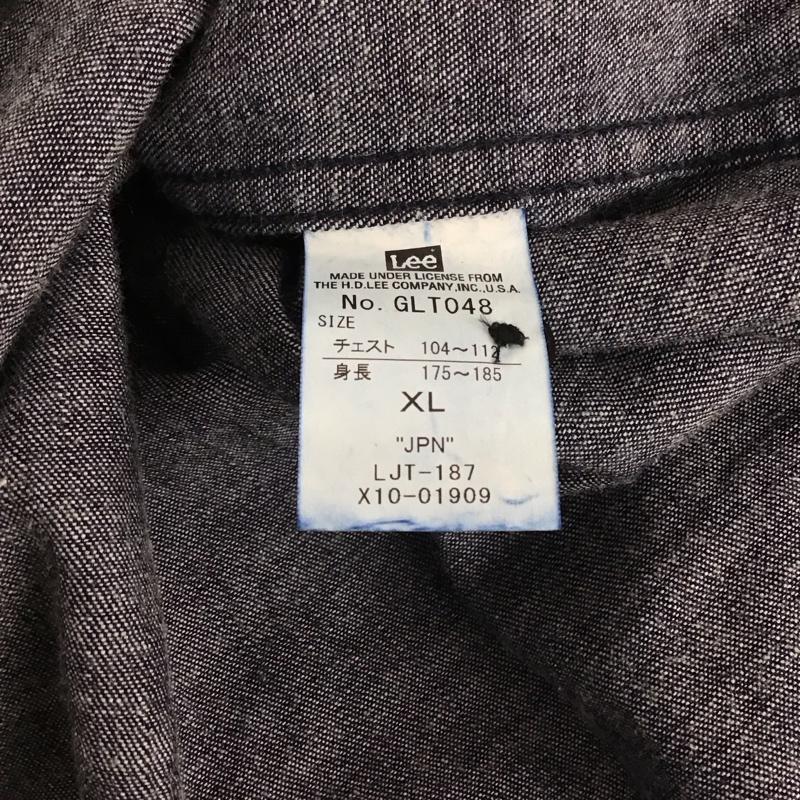 Lee
MADE UNDER LICENSE FROM
THE H.D.LEE COMPANY,INC.,U.S.A.
No. GLT048
SIZE
チェスト 104〜112
身長 175〜185
XL
"JPN"
LJT-187
X10-01909